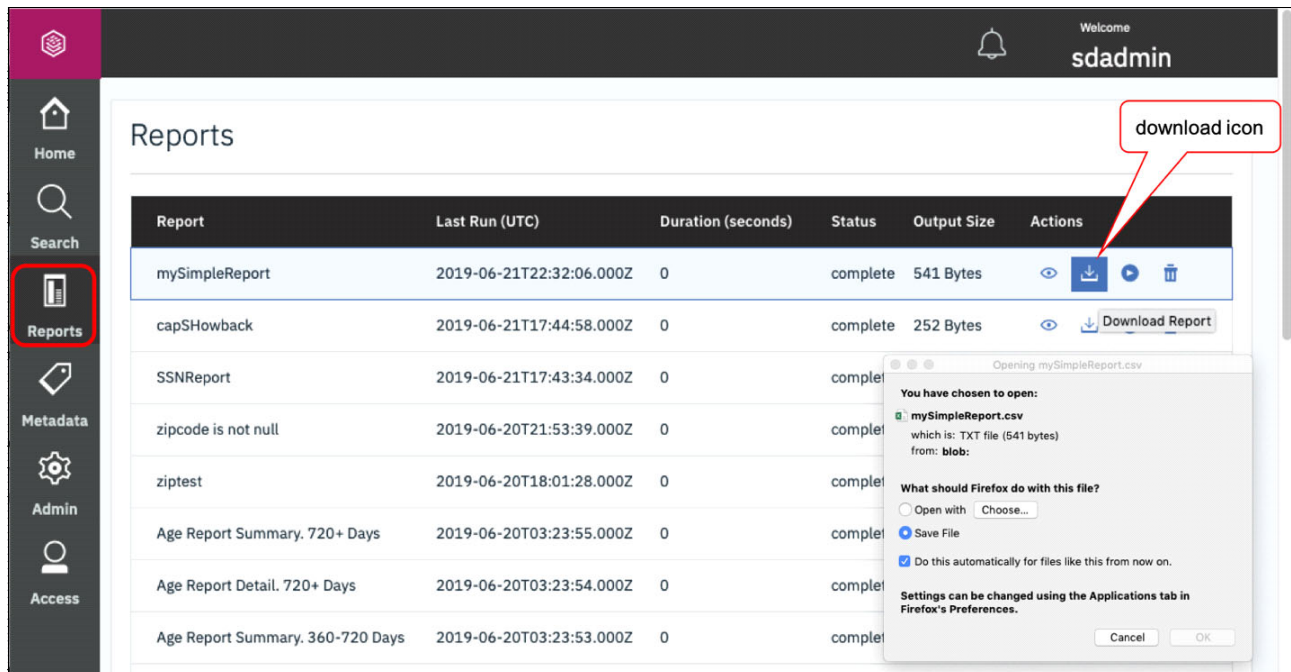 Welcome
sdadmin
download icon
Home
Search
Reports
Metadata
Admin
Access
Reports
Report Last Run (UTC) Duration (seconds) Status Output Size Actions
mySimpleReport 2019-06-21T22:32:06.000Z 0 complete 541 Bytes
capSHowback 2019-06-21T17:44:58.000Z 0 complete 252 Bytes
Download Report
SSNReport 2019-06-21T17:43:34.000Z 0
zipcode is not null 2019-06-20T21:53:39.000Z 0
ziptest 2019-06-20T18:01:28.000Z 0
Age Report Summary. 720+ Days 2019-06-20T03:23:55.000Z 0
Age Report Detail. 720+ Days 2019-06-20T03:23:54.000Z 0
Age Report Summary. 360-720 Days 2019-06-20T03:23:53.000Z 0
Opening mySimpleReport.csv
You have chosen to open:
mySimpleReport.csv
which is: TXT file (541 bytes)
from: blob:
What should Firefox do with this file?
Open with Choose...
Save File
Do this automatically for files like this from now on.
Settings can be changed using the Applications tab in
Firefox's Preferences.
Cancel OK